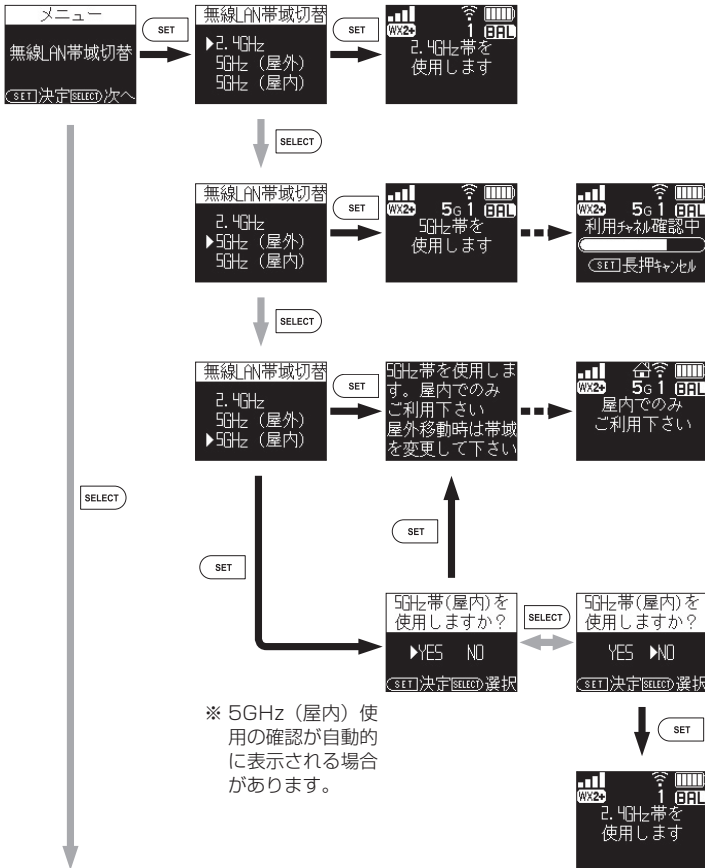 メニュー
無線LAN帯域切替
SET決定SELECT次へ
SET
無線LAN帯域切替
▶2.4GHz
5GHz（屋外）
5GHz（屋内）
SET
WX2+ 1 BAL
2.4GHz帯を
使用します
SELECT
無線LAN帯域切替
2.4GHz
▶5GHz（屋外）
5GHz（屋内）
SET
WX2+ 5G 1 BAL
5GHz帯を
使用します
WX2+ 5G 1 BAL
利用チャネル確認中
SET長押キャンセル
SELECT
無線LAN帯域切替
2.4GHz
5GHz（屋外）
▶5GHz（屋内）
SET
5GHz帯を使用しま
す。屋内でのみ
ご利用下さい
屋外移動時は帯域
を変更して下さい
WX2+ 5G 1 BAL
屋内でのみ
ご利用下さい
SELECT
SET
SET
5GHz帯(屋内)を
使用しますか？
▶YES NO
SET決定SELECT選択
SELECT
5GHz帯(屋内)を
使用しますか？
YES ▶NO
SET決定SELECT選択
※ 5GHz（屋内）使
用の確認が自動的
に表示される場合
があります。
SET
WX2+ 1 BAL
2.4GHz帯を
使用します